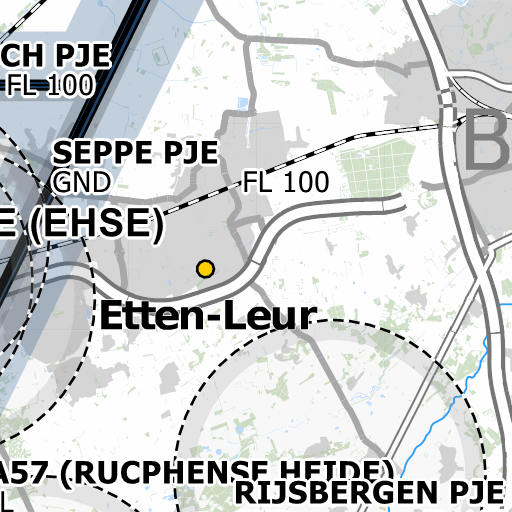 CH PJE
FL 100
SEPPE PJE
GND
FL 100
E (EHSE)
B
Etten-Leur
A57 (RUCPHENSE HEIDE)
RIJSBERGEN PJE
L